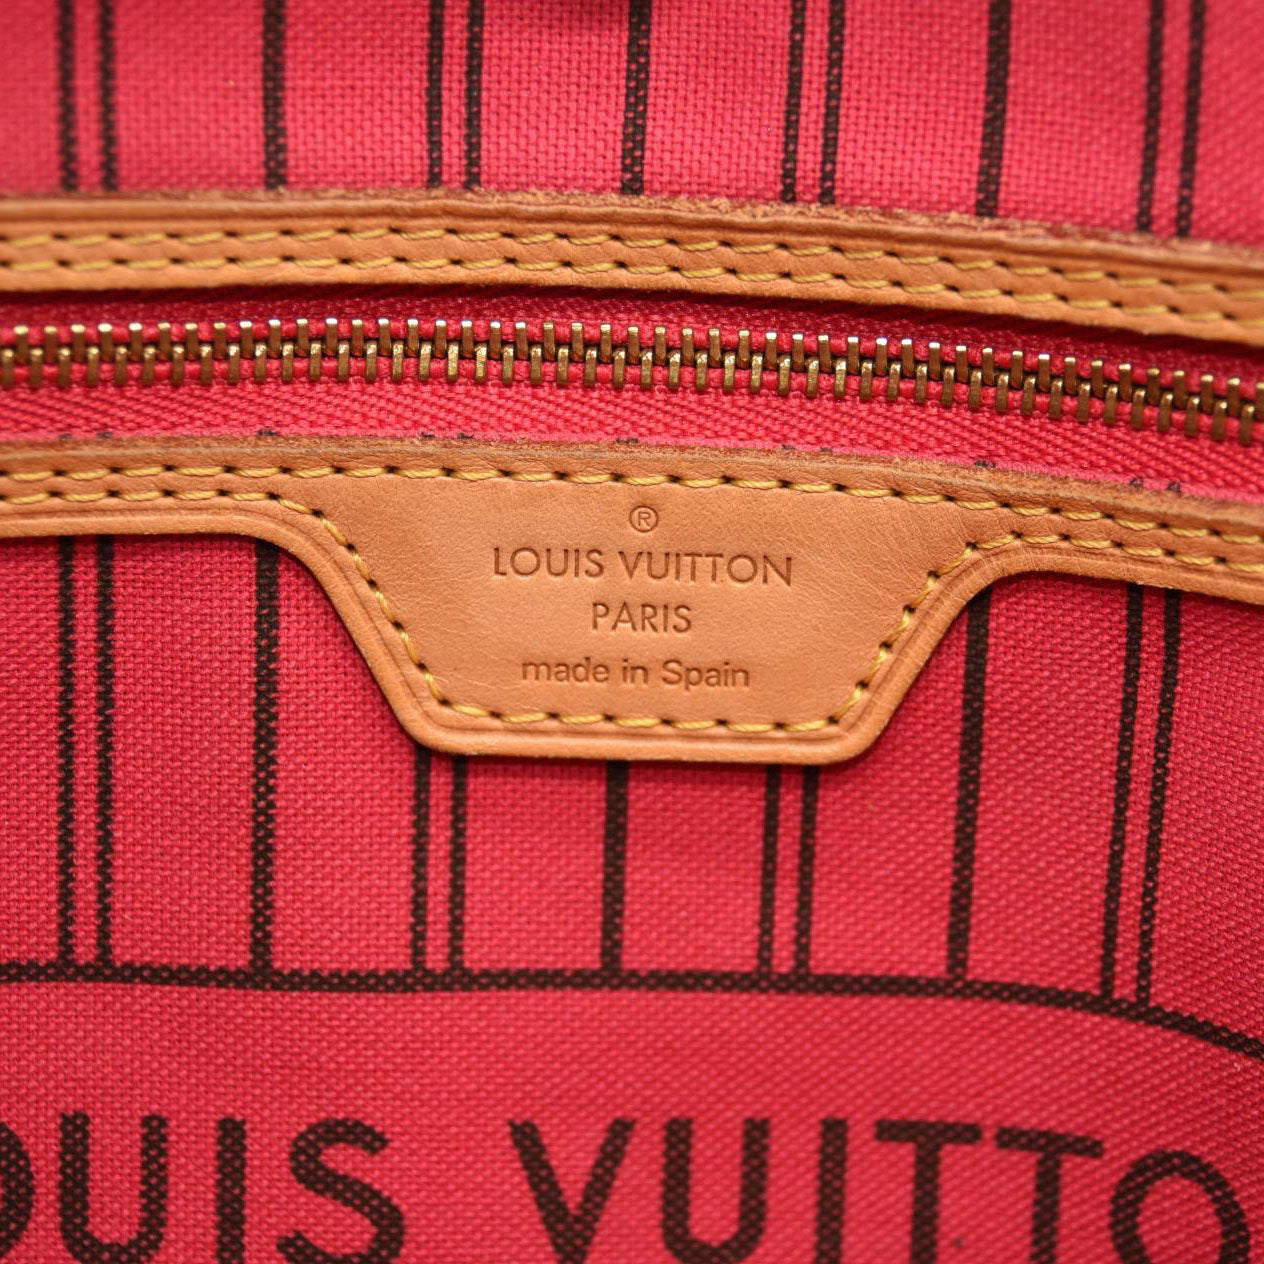 ®
LOUIS VUITTON
PARIS
made in Spain
OUIS VUITTO